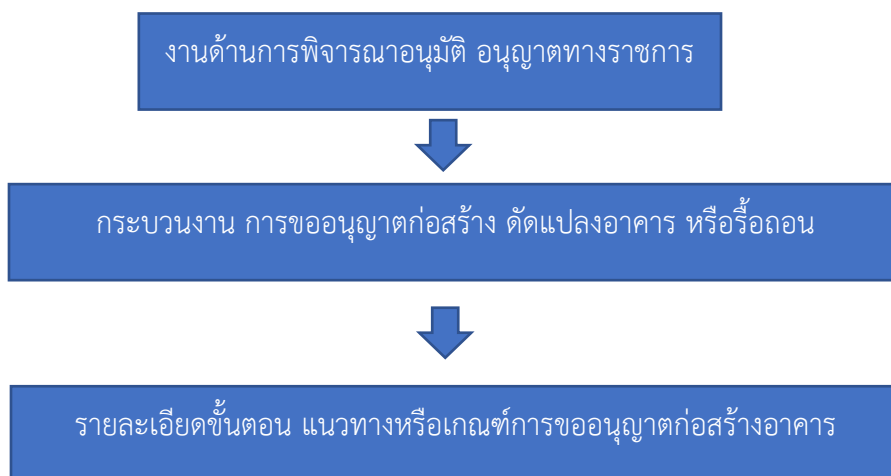 งานด้านการพิจารณาอนุมัติ อนุญาตทางราชการ
กระบวนงาน การขออนุญาตก่อสร้าง ดัดแปลงอาคาร หรือรื้อถอน
รายละเอียดขั้นตอน แนวทางหรือเกณฑ์การขออนุญาตก่อสร้างอาคาร